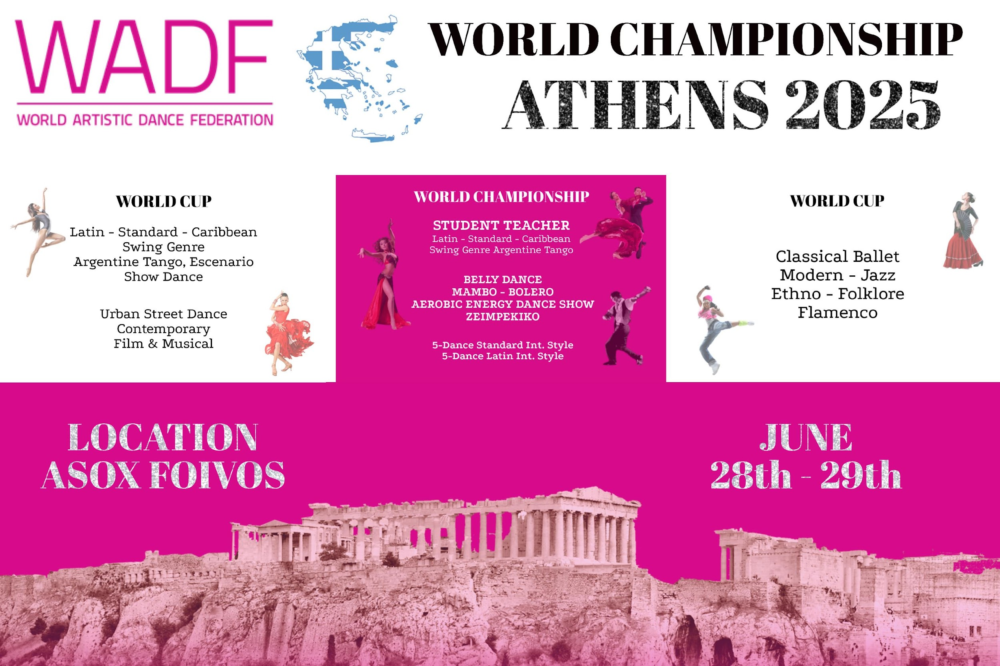 WADF
WORLD ARTISTIC DANCE FEDERATION
WORLD CHAMPIONSHIP
ATHENS 2025
WORLD CUP
Latin - Standard - Caribbean
Swing Genre
Argentine Tango, Escenario
Show Dance
Urban Street Dance
Contemporary
Film & Musical
WORLD CHAMPIONSHIP
STUDENT TEACHER
Latin - Standard - Caribbean
Swing Genre Argentine Tango
BELLY DANCE
MAMBO - BOLERO
AEROBIC ENERGY DANCE SHOW
ZEIMPEKIKO
5-Dance Standard Int. Style
5-Dance Latin Int. Style
WORLD CUP
Classical Ballet
Modern - Jazz
Ethno - Folklore
Flamenco
LOCATION
ASOX FOIVOS
JUNE
28th - 29th